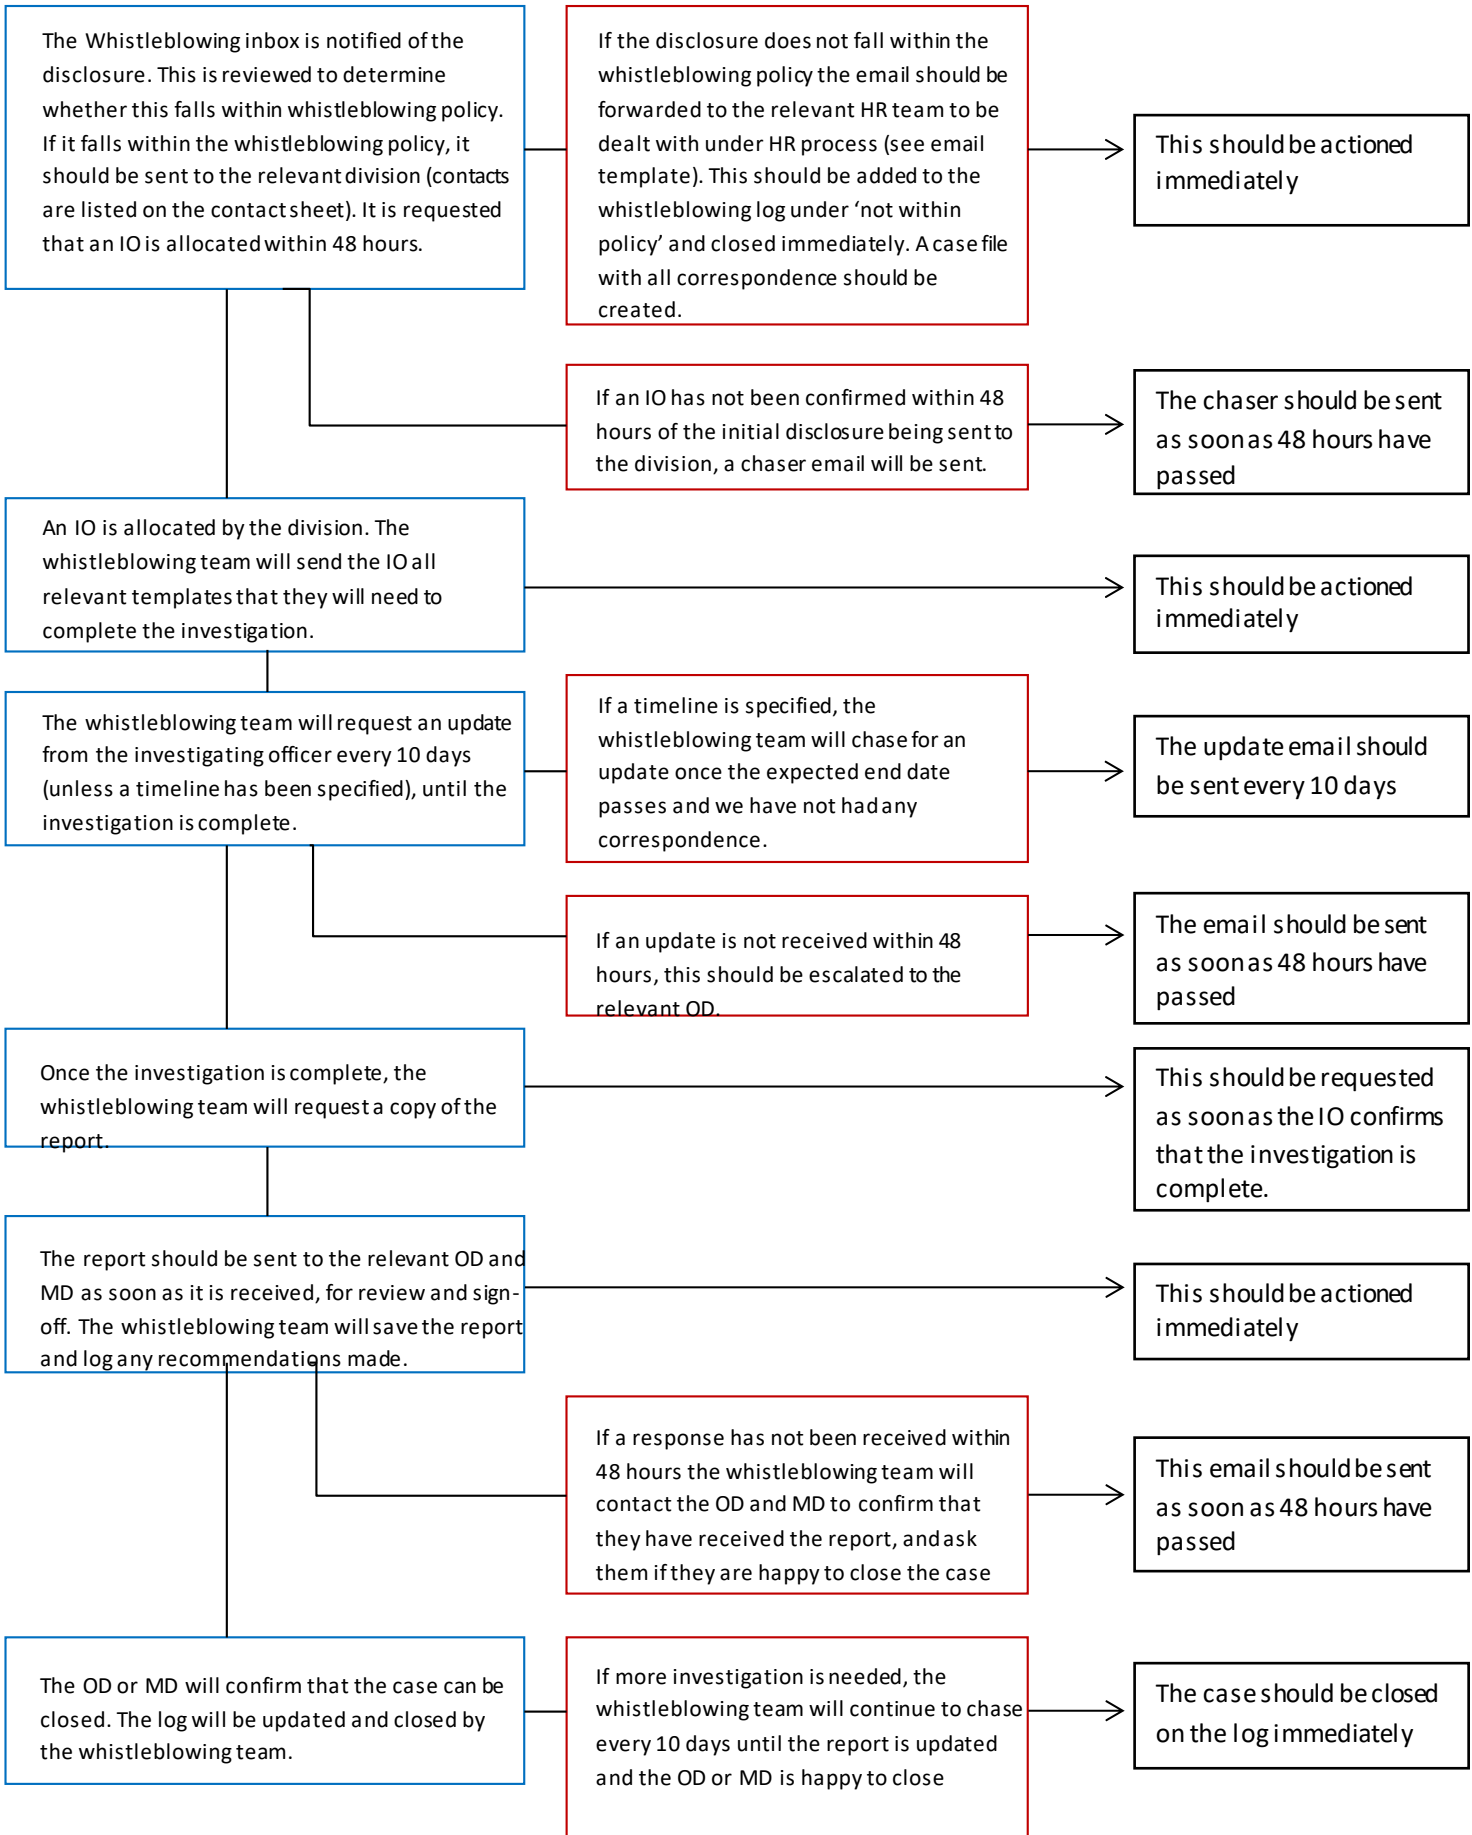 The Whistleblowing inbox is notified of the
disclosure. This is reviewed to determine
whether this falls within whistleblowing policy.
If it falls within the whistleblowing policy, it
should be sent to the relevant division (contacts
are listed on the contact sheet). It is requested
that an IO is allocated within 48 hours.
If the disclosure does not fall within the
whistleblowing policy the email should be
forwarded to the relevant HR team to be
dealt with under HR process (see email
template). This should be added to the
whistleblowing log under ‘not within
policy’ and closed immediately. A case file
with all correspondence should be
created.
This should be actioned
immediately
If an IO has not been confirmed within 48
hours of the initial disclosure being sent to
the division, a chaser email will be sent.
The chaser should be sent
as soon as 48 hours have
passed
An IO is allocated by the division. The
whistleblowing team will send the IO all
relevant templates that they will need to
complete the investigation.
This should be actioned
immediately
The whistleblowing team will request an update
from the investigating officer every 10 days
(unless a timeline has been specified), until the
investigation is complete.
If a timeline is specified, the
whistleblowing team will chase for an
update once the expected end date
passes and we have not had any
correspondence.
The update email should
be sent every 10 days
If an update is not received within 48
hours, this should be escalated to the
relevant OD.
The email should be sent
as soon as 48 hours have
passed
Once the investigation is complete, the
whistleblowing team will request a copy of the
report.
This should be requested
as soon as the IO confirms
that the investigation is
complete.
The report should be sent to the relevant OD and
MD as soon as it is received, for review and sign-
off. The whistleblowing team will save the report
and log any recommendations made.
This should be actioned
immediately
If a response has not been received within
48 hours the whistleblowing team will
contact the OD and MD to confirm that
they have received the report, and ask
them if they are happy to close the case
This email should be sent
as soon as 48 hours have
passed
The OD or MD will confirm that the case can be
closed. The log will be updated and closed by
the whistleblowing team.
If more investigation is needed, the
whistleblowing team will continue to chase
every 10 days until the report is updated
and the OD or MD is happy to close
The case should be closed
on the log immediately